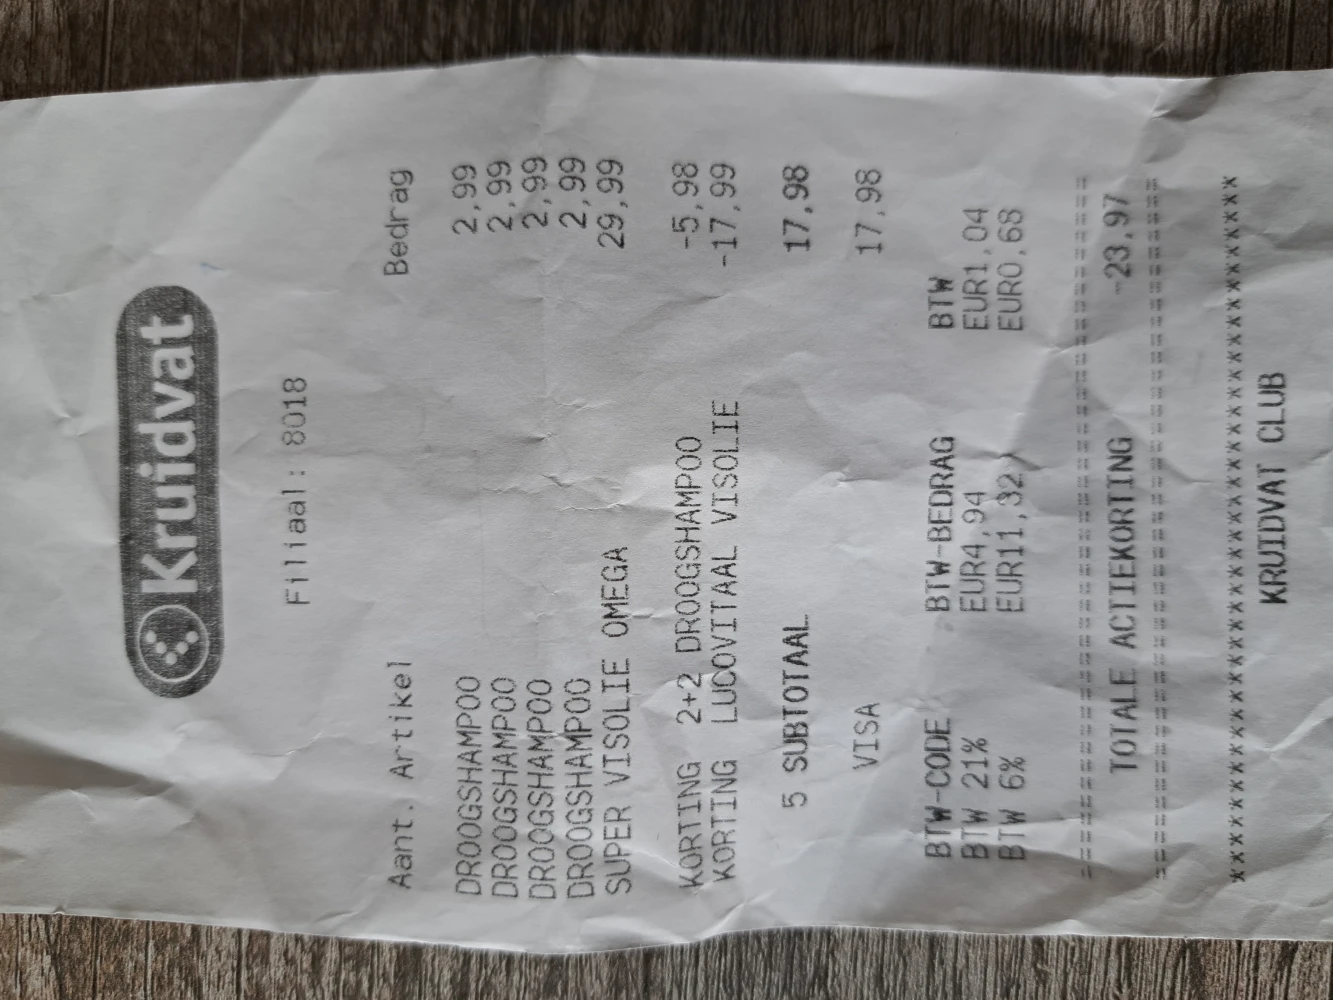 Kruidvat
Filiaal: 8018
Aant. Artikel Bedrag
DROOGSHAMPOO 2,99
DROOGSHAMPOO 2,99
DROOGSHAMPOO 2,99
DROOGSHAMPOO 2,99
SUPER VISOLIE OMEGA 29,99
KORTING 2+2 DROOGSHAMPOO -5,98
KORTING LUCOVITAAL VISOLIE -17,99
5 SUBTOTAAL 17,98
VISA 17,98
BTW-CODE BTW-BEDRAG BTW
BTW 21% EUR4,94 EUR1,04
BTW 6% EUR11,32 EUR0,68
========================================
TOTALE ACTIEKORTING -23,97
========================================
****************************************
KRUIDVAT CLUB